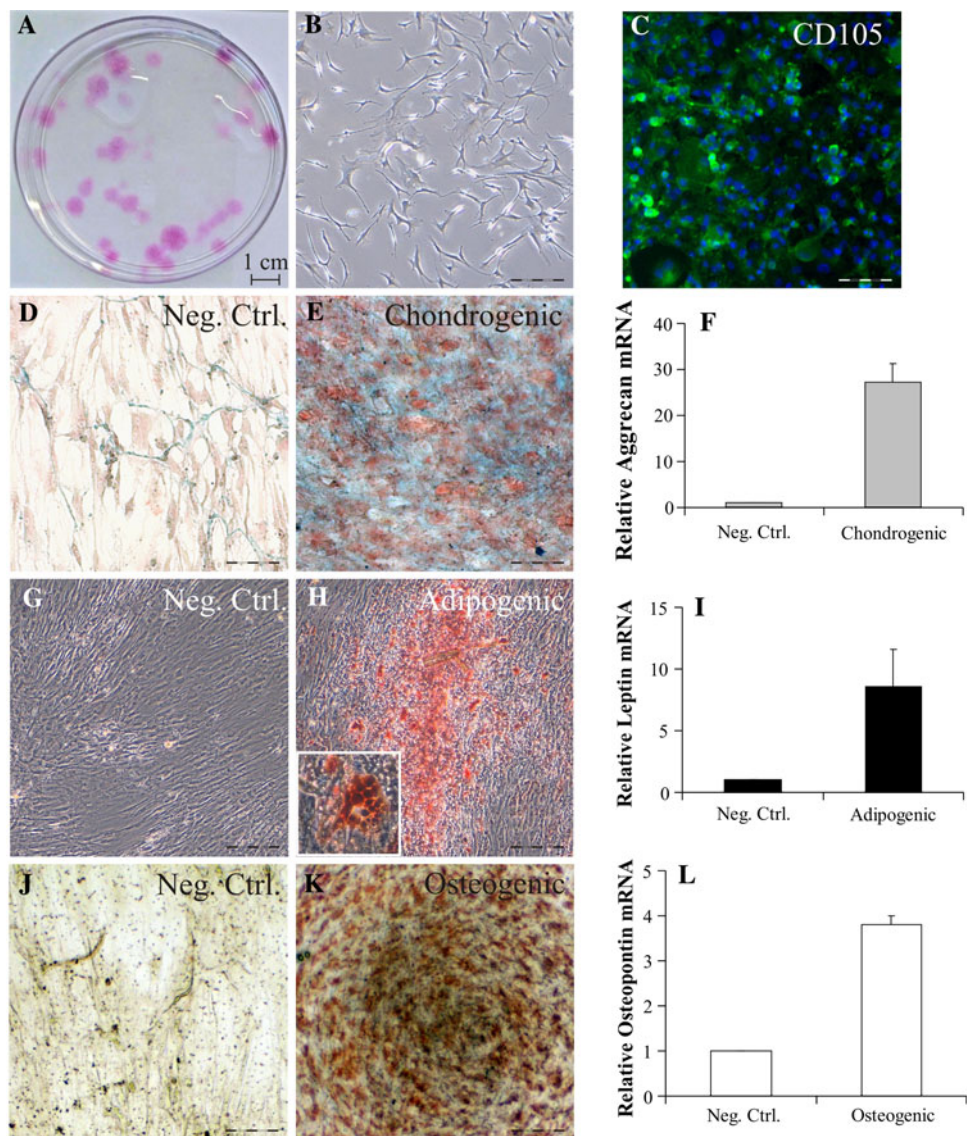 A
1 cm
B
C
CD105
D
Neg. Ctrl.
E
Chondrogenic
F
Relative Aggrecan mRNA
40
30
20
10
0
Neg. Ctrl.
Chondrogenic
G
Neg. Ctrl.
H
Adipogenic
I
Relative Leptin mRNA
15
10
5
0
Neg. Ctrl.
Adipogenic
J
Neg. Ctrl.
K
Osteogenic
L
Relative Osteopontin mRNA
5
4
3
2
1
0
Neg. Ctrl.
Osteogenic